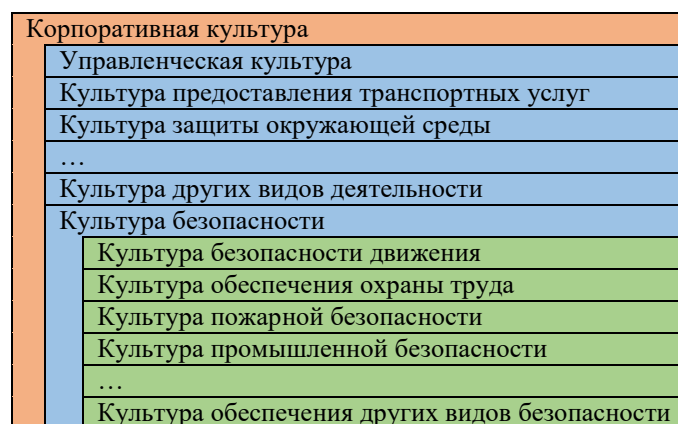 Корпоративная культура
Управленческая культура
Культура предоставления транспортных услуг
Культура защиты окружающей среды
…
Культура других видов деятельности
Культура безопасности
Культура безопасности движения
Культура обеспечения охраны труда
Культура пожарной безопасности
Культура промышленной безопасности
…
Культура обеспечения других видов безопасности